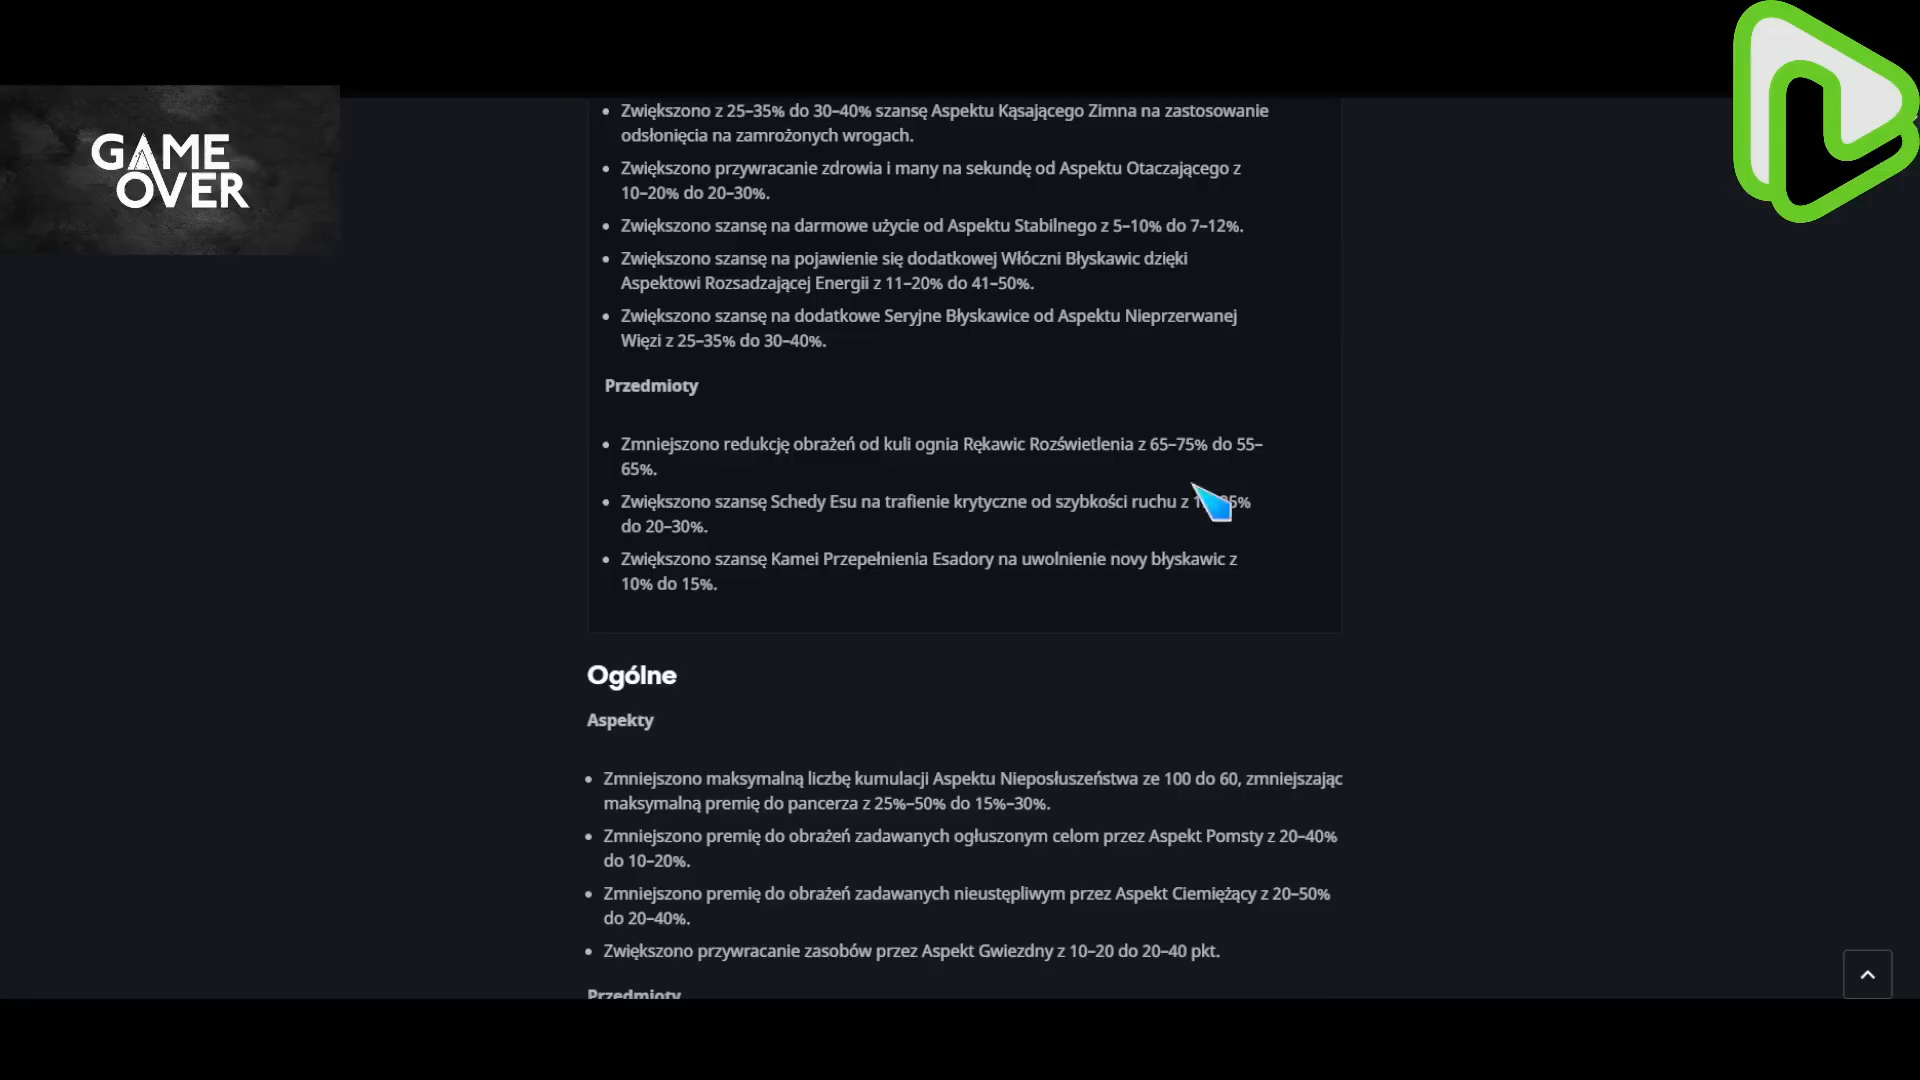 GAME
OVER
Zwiększono z 25–35% do 30–40% szansę Aspektu Kąsającego Zimna na zastosowanie
odsłonięcia na zamrożonych wrogach.
Zwiększono przywracanie zdrowia i many na sekundę od Aspektu Otaczającego z
10–20% do 20–30%.
Zwiększono szansę na darmowe użycie od Aspektu Stabilnego z 5–10% do 7–12%.
Zwiększono szansę na pojawienie się dodatkowej Włóczni Błyskawic dzięki
Aspektowi Rozsadzającej Energii z 11–20% do 41–50%.
Zwiększono szansę na dodatkowe Seryjne Błyskawice od Aspektu Nieprzerwanej
Więzi z 25–35% do 30–40%.
Przedmioty
Zmniejszono redukcję obrażeń od kuli ognia Rękawic Rozświetlenia z 65–75% do 55–
65%.
Zwiększono szansę Schedy Esu na trafienie krytyczne od szybkości ruchu z
do 20–30%.
Zwiększono szansę Kamei Przepełnienia Esadory na uwolnienie novy błyskawic z
10% do 15%.
Ogólne
Aspekty
Zmniejszono maksymalną liczbę kumulacji Aspektu Nieposłuszeństwa ze 100 do 60, zmniejszając
maksymalną premię do pancerza z 25%–50% do 15%–30%.
Zmniejszono premię do obrażeń zadawanych ogłuszonym celom przez Aspekt Pomsty z 20–40%
do 10–20%.
Zmniejszono premię do obrażeń zadawanych nieustępliwym przez Aspekt Ciemiężący z 20–50%
do 20–40%.
Zwiększono przywracanie zasobów przez Aspekt Gwiezdny z 10–20 do 20–40 pkt.
Przedmioty